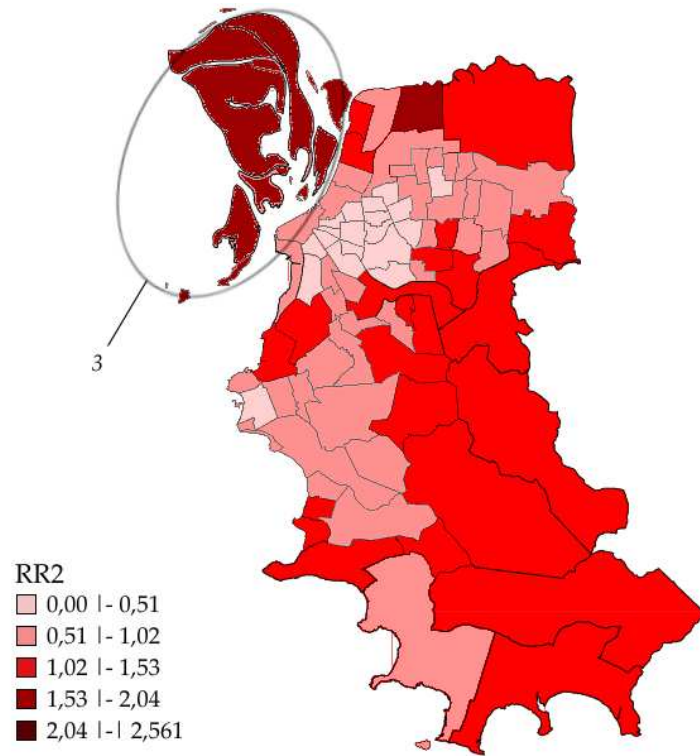 3
RR2
0,00 |- 0,51
0,51 |- 1,02
1,02 |- 1,53
1,53 |- 2,04
2,04 |-| 2,561